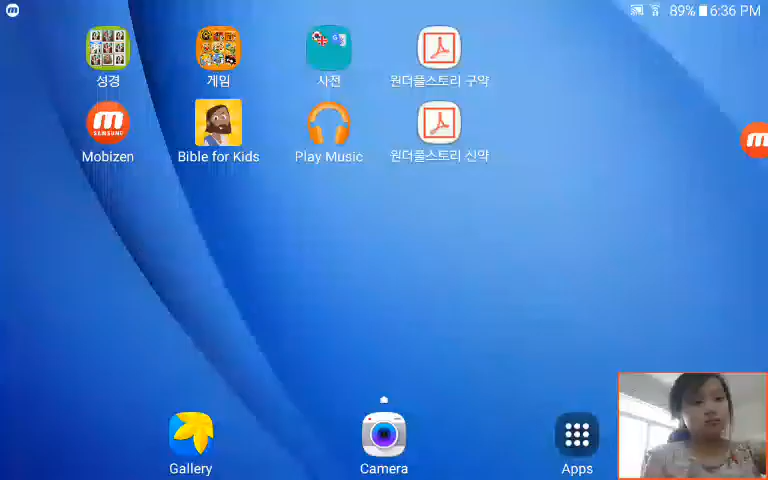 89% 6:36 PM
성경 게임 사전 원더풀스토리 구약
SAMSUNG
Mobizen Bible for Kids Play Music 원더풀스토리 신약
Gallery Camera Apps